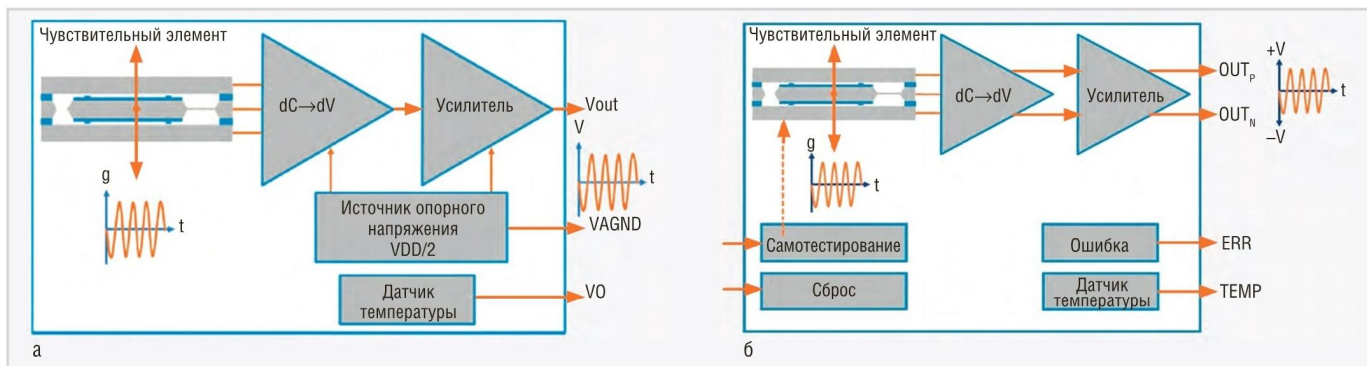 Чувствительный элемент
dC→dV
Усилитель
Vout
V
t
g
t
Источник опорного
напряжения
VDD/2
VAGND
Датчик
температуры
VO
а
Чувствительный элемент
dC→dV
Усилитель
OUTP
OUTN
+V
t
–V
g
t
Самотестирование
Сброс
Ошибка
ERR
Датчик
температуры
TEMP
б